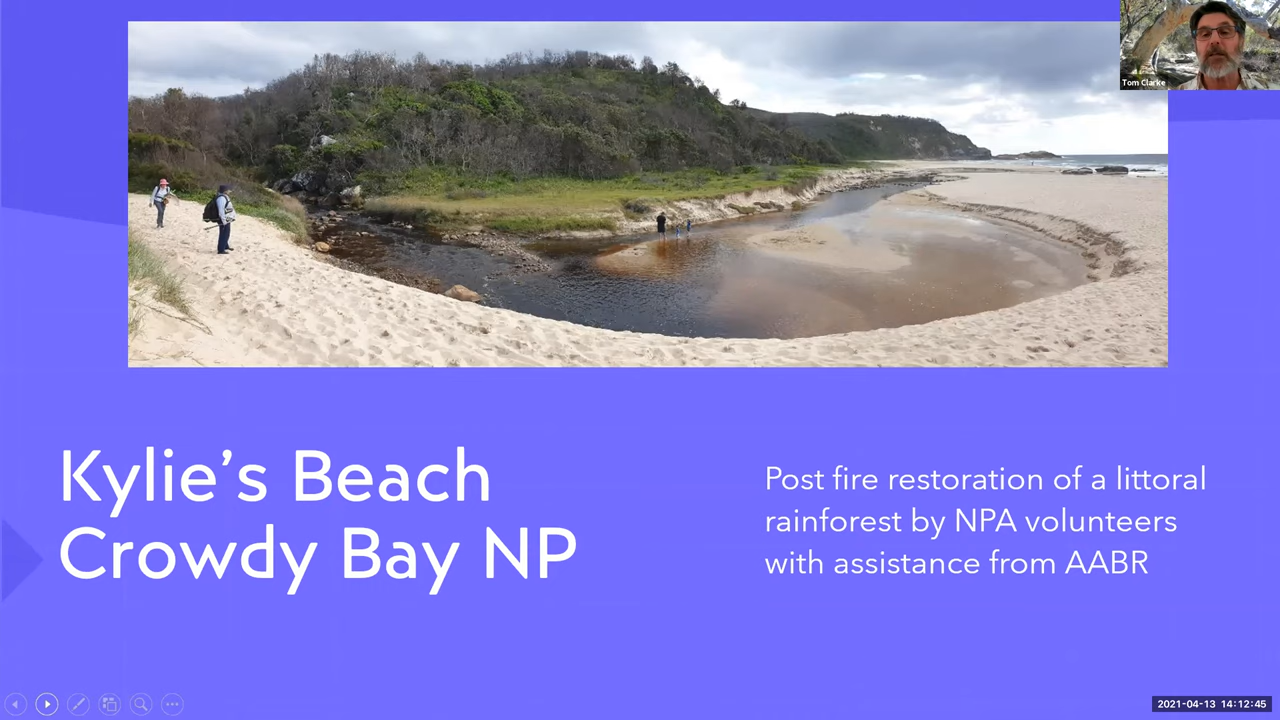 Tom Clarke
Kylie's Beach
Crowdy Bay NP
Post fire restoration of a littoral
rainforest by NPA volunteers
with assistance from AABR
2021-04-13 14:12:45